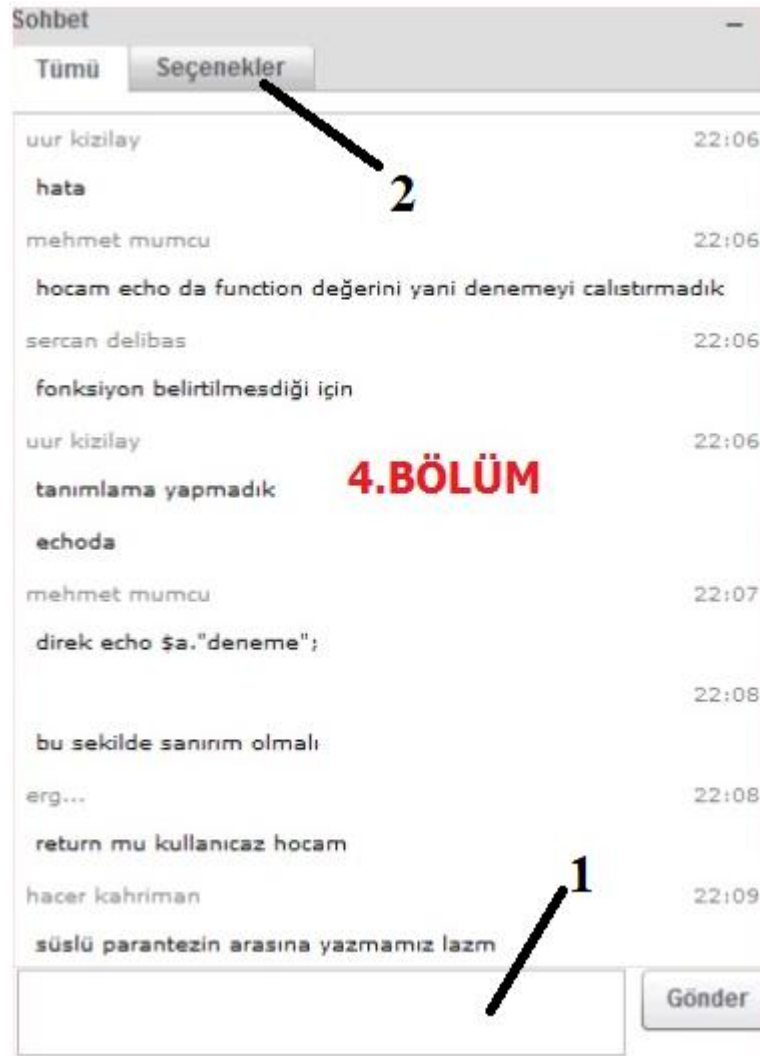 Sohbet –
Tümü Seçenekler
uur kizilay 22:06
2
hata
mehmet mumcu 22:06
hocam echo da function değerini yani denemeyi calıstırmadık
sercan delibas 22:06
fonksiyon belirtilmesdiği için
uur kizilay 22:06
4.BÖLÜM
tanımlama yapmadık
echoda
mehmet mumcu 22:07
direk echo $a."deneme";
22:08
bu sekilde sanırım olmalı
erg... 22:08
return mu kullanıcaz hocam
1
hacer kahriman 22:09
süslü parantezin arasına yazmamız lazm
Gönder